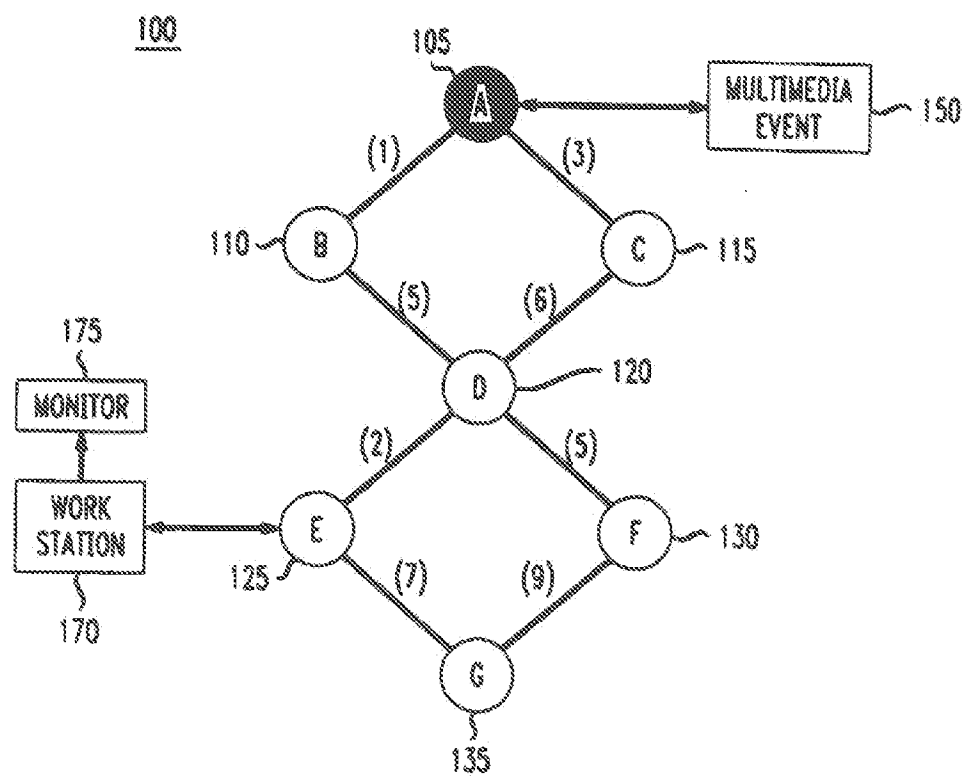 100
105
A
MULTIMEDIA
EVENT
150
(1)
(3)
110
B
C
115
(5)
(6)
175
MONITOR
D
120
(2)
(5)
WORK
STATION
E
F
130
125
170
(7)
(9)
G
135